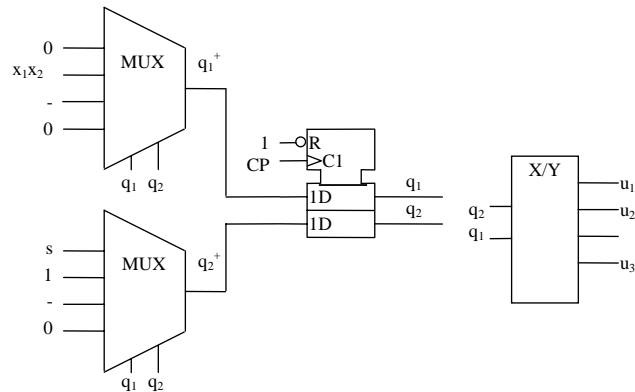 0
x₁x₂
-
0
MUX
q₁⁺
q₁ q₂
1
R
CP
C1
1D
q₁
1D
q₂
s
1
-
0
MUX
q₂⁺
q₁ q₂
X/Y
q₂
q₁
u₁
u₂
u₃